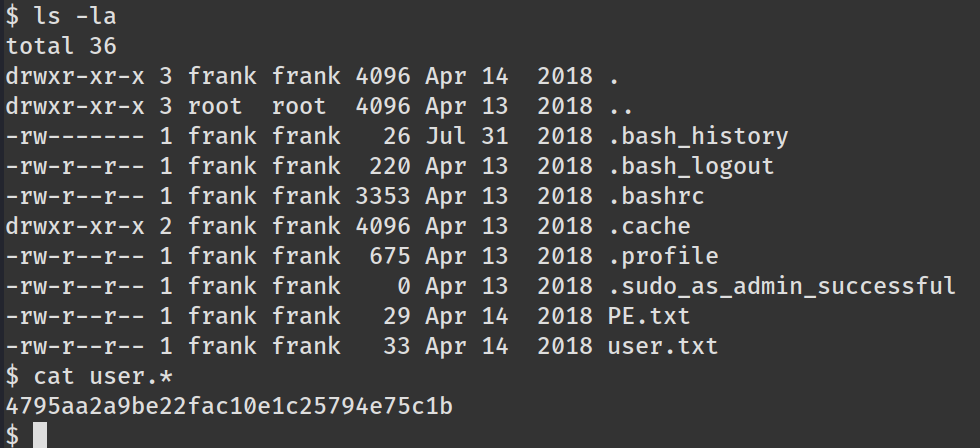 $ ls -la
total 36
drwxr-xr-x 3 frank frank 4096 Apr 14  2018 .
drwxr-xr-x 3 root  root  4096 Apr 13  2018 ..
-rw------- 1 frank frank   26 Jul 31  2018 .bash_history
-rw-r--r-- 1 frank frank  220 Apr 13  2018 .bash_logout
-rw-r--r-- 1 frank frank 3353 Apr 13  2018 .bashrc
drwxr-xr-x 2 frank frank 4096 Apr 13  2018 .cache
-rw-r--r-- 1 frank frank  675 Apr 13  2018 .profile
-rw-r--r-- 1 frank frank    0 Apr 13  2018 .sudo_as_admin_successful
-rw-r--r-- 1 frank frank   29 Apr 14  2018 PE.txt
-rw-r--r-- 1 frank frank   33 Apr 14  2018 user.txt
$ cat user.*
4795aa2a9be22fac10e1c25794e75c1b
$